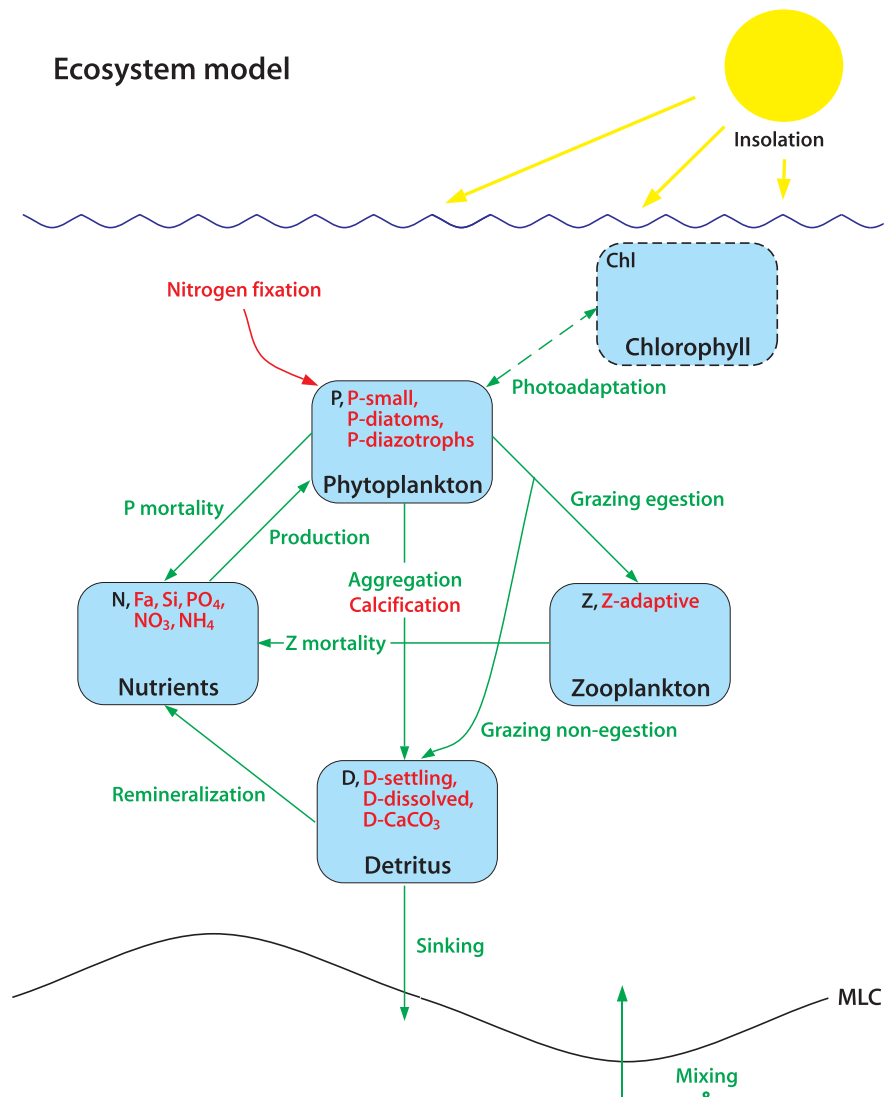 Ecosystem model
Insolation
Chl
Chlorophyll
Nitrogen fixation
Photoadaptation
P, P-small,
P-diatoms,
P-diazotrophs
Phytoplankton
P mortality
Production
Grazing egestion
Aggregation
Calcification
N, Fa, Si, PO₄,
NO₃, NH₄
Nutrients
Z mortality
Z, Z-adaptive
Zooplankton
Grazing non-egestion
Remineralization
D, D-settling,
D-dissolved,
D-CaCO₃
Detritus
Sinking
MLC
Mixing